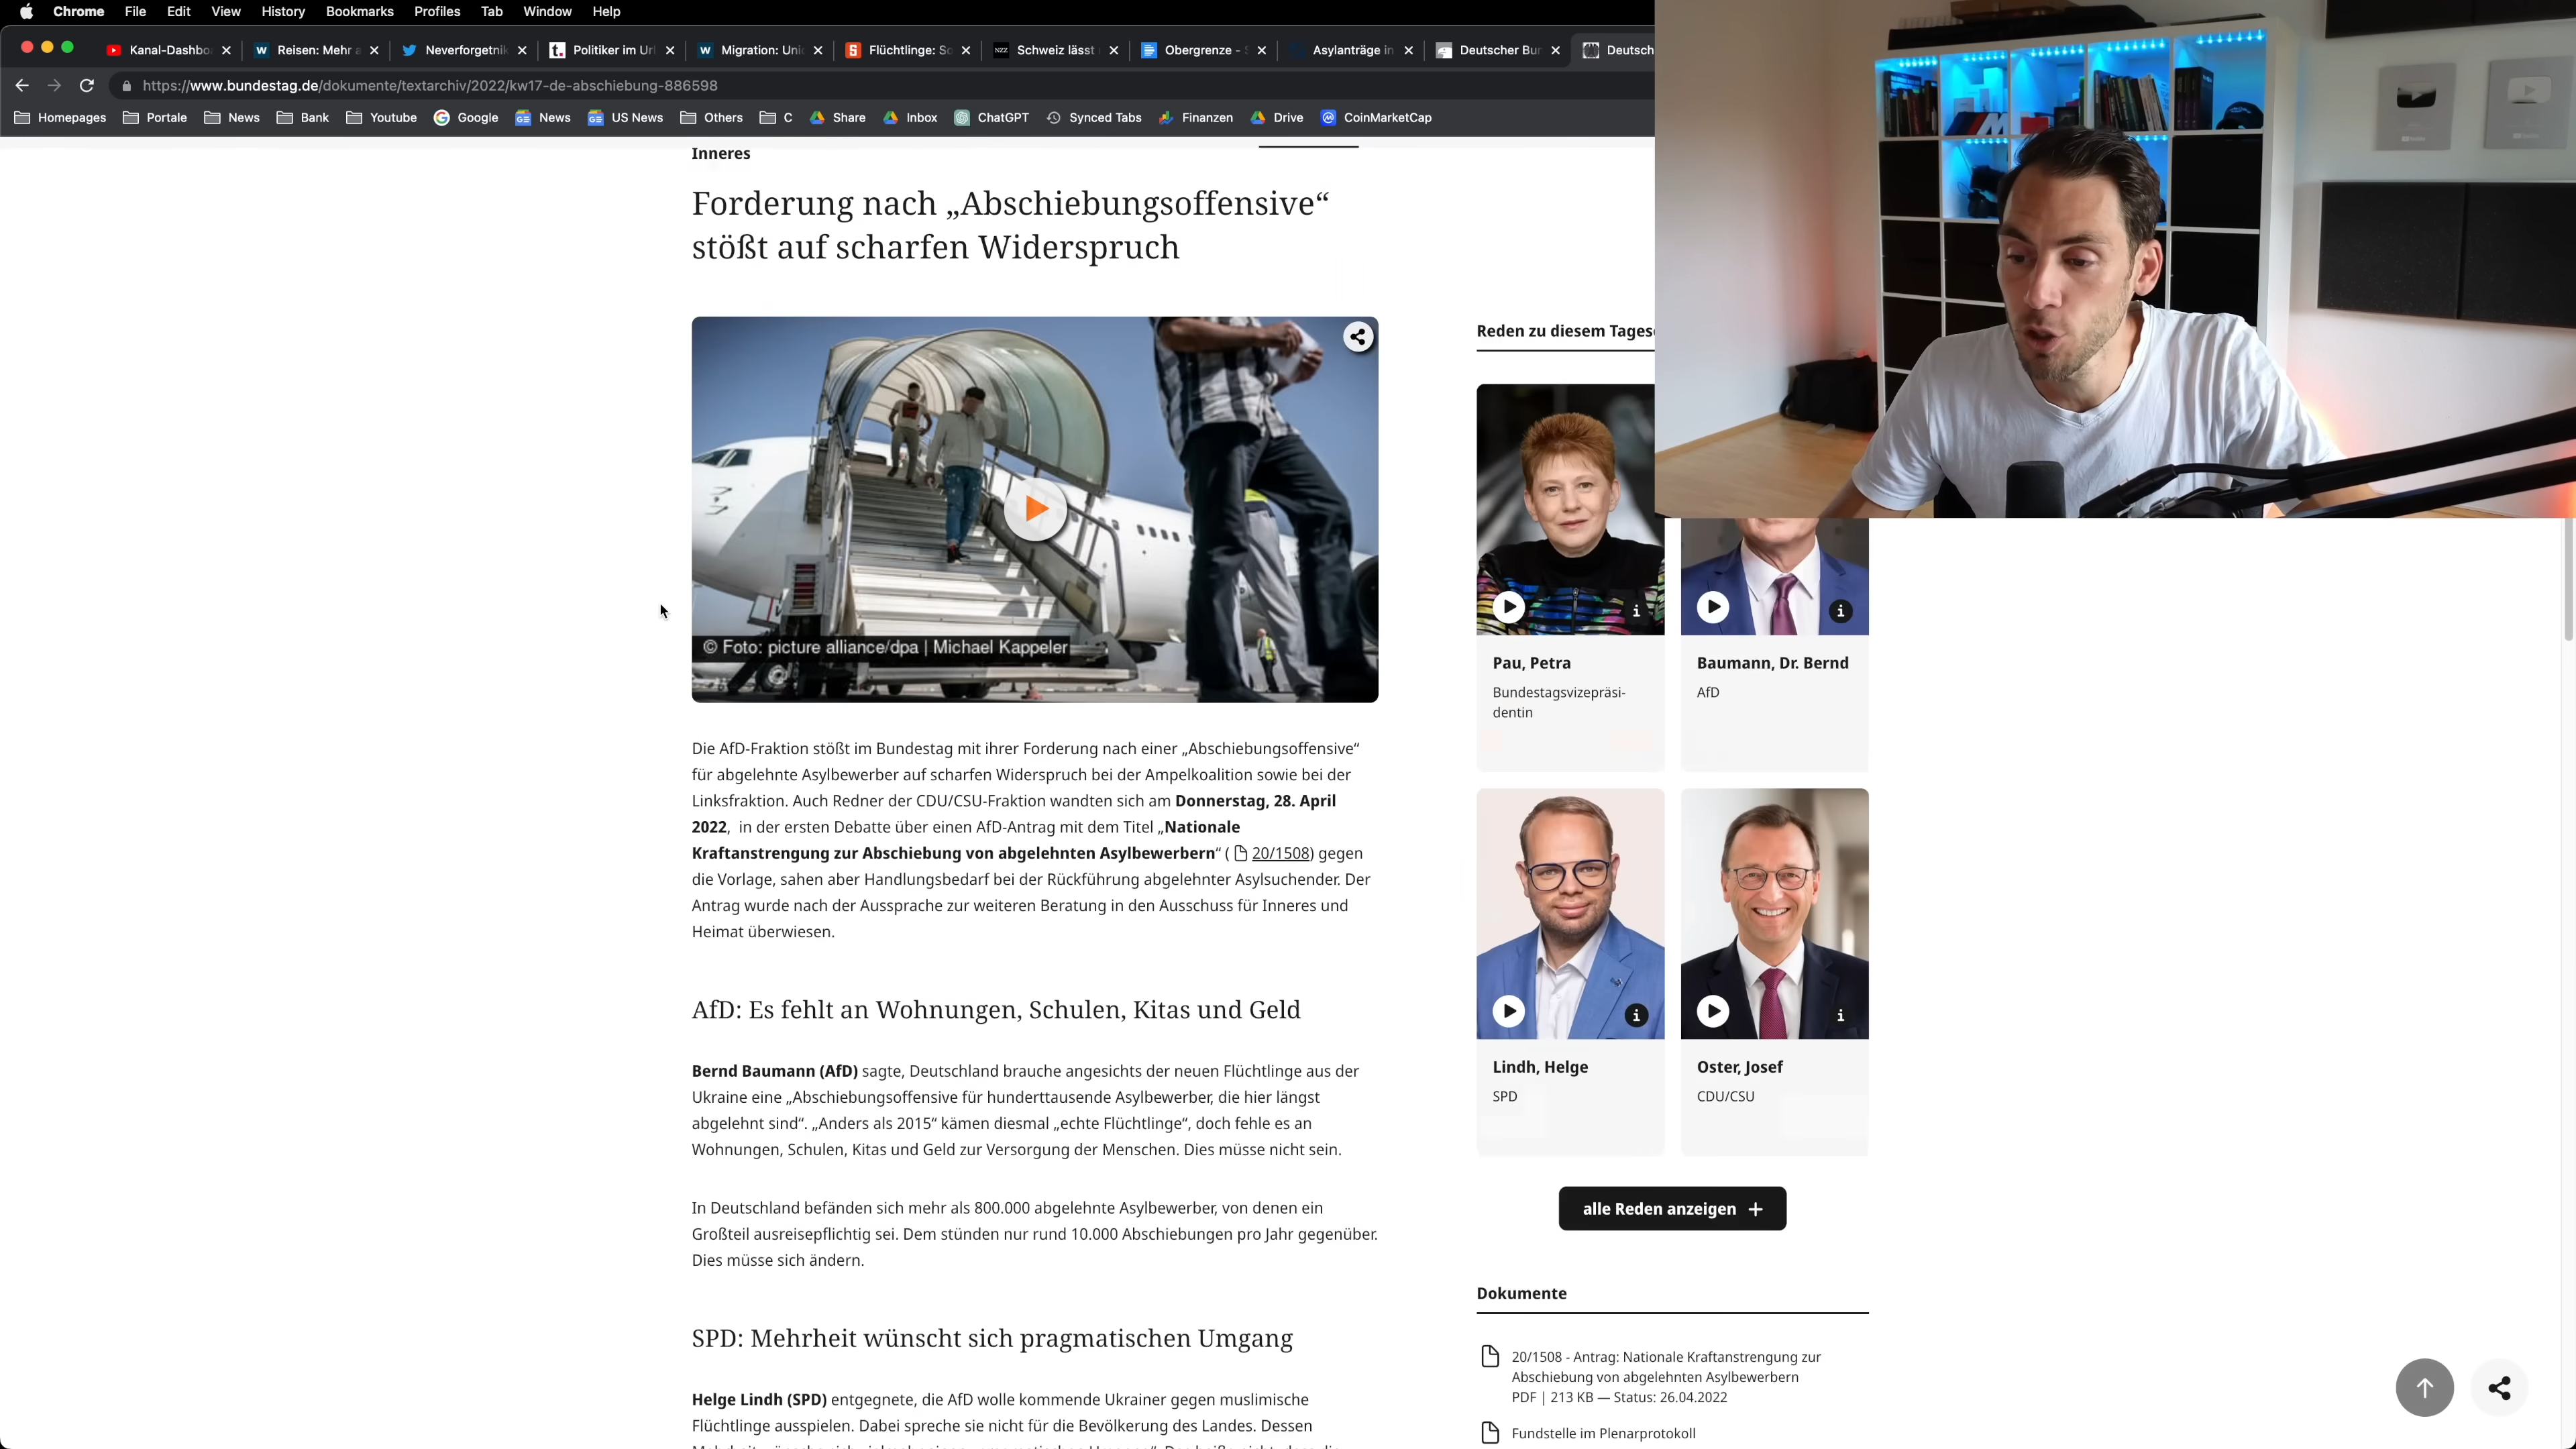 Chrome File Edit View History Bookmarks Profiles Tab Window Help
Kanal-Dashbo
Reisen: Mehr a
Neverforgetnik
Politiker im Url
Migration: Unio
Flüchtlinge: So
NZZ Schweiz lässt
Obergrenze - S
Asylanträge in
Deutscher Bun
Deutsch
https://www.bundestag.de/dokumente/textarchiv/2022/kw17-de-abschiebung-886598
Homepages Portale News Bank Youtube Google News US News Others C Share Inbox ChatGPT Synced Tabs Finanzen Drive CoinMarketCap
Inneres
Forderung nach „Abschiebungsoffensive“
stößt auf scharfen Widerspruch
© Foto: picture alliance/dpa | Michael Kappeler
Die AfD-Fraktion stößt im Bundestag mit ihrer Forderung nach einer „Abschiebungsoffensive“
für abgelehnte Asylbewerber auf scharfen Widerspruch bei der Ampelkoalition sowie bei der
Linksfraktion. Auch Redner der CDU/CSU-Fraktion wandten sich am Donnerstag, 28. April
2022, in der ersten Debatte über einen AfD-Antrag mit dem Titel „Nationale
Kraftanstrengung zur Abschiebung von abgelehnten Asylbewerbern“ ( 20/1508) gegen
die Vorlage, sahen aber Handlungsbedarf bei der Rückführung abgelehnter Asylsuchender. Der
Antrag wurde nach der Aussprache zur weiteren Beratung in den Ausschuss für Inneres und
Heimat überwiesen.
AfD: Es fehlt an Wohnungen, Schulen, Kitas und Geld
Bernd Baumann (AfD) sagte, Deutschland brauche angesichts der neuen Flüchtlinge aus der
Ukraine eine „Abschiebungsoffensive für hunderttausende Asylbewerber, die hier längst
abgelehnt sind“. „Anders als 2015“ kämen diesmal „echte Flüchtlinge“, doch fehle es an
Wohnungen, Schulen, Kitas und Geld zur Versorgung der Menschen. Dies müsse nicht sein.
In Deutschland befänden sich mehr als 800.000 abgelehnte Asylbewerber, von denen ein
Großteil ausreisepflichtig sei. Dem stünden nur rund 10.000 Abschiebungen pro Jahr gegenüber.
Dies müsse sich ändern.
SPD: Mehrheit wünscht sich pragmatischen Umgang
Helge Lindh (SPD) entgegnete, die AfD wolle kommende Ukrainer gegen muslimische
Flüchtlinge ausspielen. Dabei spreche sie nicht für die Bevölkerung des Landes. Dessen
Reden zu diesem Tageso
Pau, Petra
Bundestagsvizepräsi-
dentin
Baumann, Dr. Bernd
AfD
Lindh, Helge
SPD
Oster, Josef
CDU/CSU
alle Reden anzeigen +
Dokumente
20/1508 - Antrag: Nationale Kraftanstrengung zur
Abschiebung von abgelehnten Asylbewerbern
PDF | 213 KB — Status: 26.04.2022
Fundstelle im Plenarprotokoll